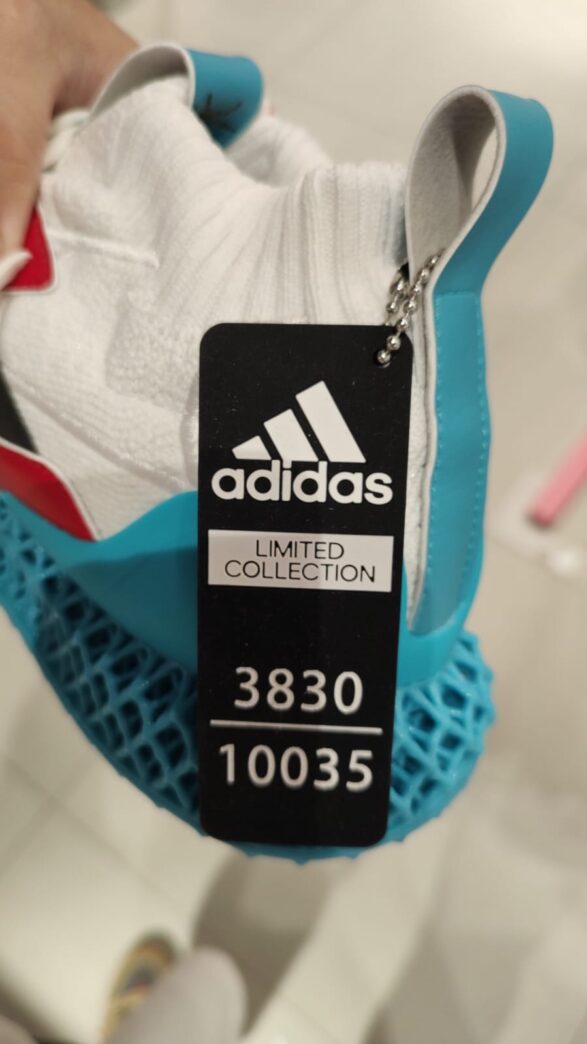 adidas
LIMITED
COLLECTION
3830
10035